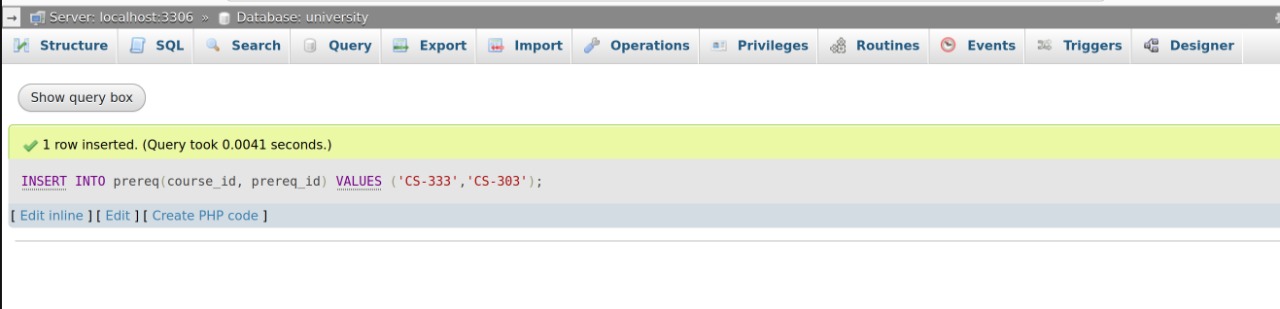 Server: localhost:3306 » Database: university
Structure SQL Search Query Export Import Operations Privileges Routines Events Triggers Designer
Show query box
1 row inserted. (Query took 0.0041 seconds.)
INSERT INTO prereq(course_id, prereq_id) VALUES ('CS-333','CS-303');
[ Edit inline ] [ Edit ] [ Create PHP code ]